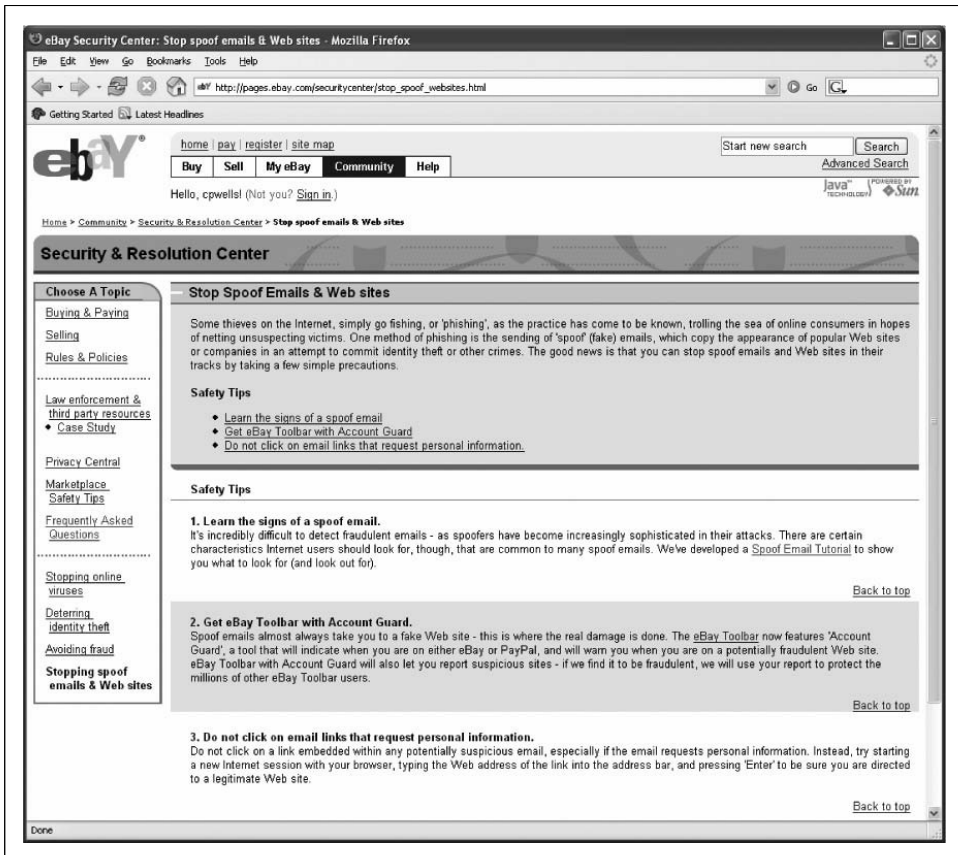 eBay Security Center: Stop spoof emails & Web sites - Mozilla Firefox
File Edit View Go Bookmarks Tools Help
http://pages.ebay.com/securitycenter/stop_spoof_websites.html
Go
Getting Started Latest Headlines
ebY®
home | pay | register | site map
Start new search Search
Buy Sell My eBay Community Help
Advanced Search
Hello, cpwells! (Not you? Sign in.)
Java™ TECHNOLOGY POWERED BY Sun
Home > Community > Security & Resolution Center > Stop spoof emails & Web sites
Security & Resolution Center
Choose A Topic
Buying & Paying
Selling
Rules & Policies
Law enforcement &
third party resources
Case Study
Privacy Central
Marketplace
Safety Tips
Frequently Asked
Questions
Stopping online
viruses
Deterring
identity theft
Avoiding fraud
Stopping spoof
emails & Web sites
Stop Spoof Emails & Web sites
Some thieves on the Internet, simply go fishing, or 'phishing', as the practice has come to be known, trolling the sea of online consumers in hopes
of netting unsuspecting victims. One method of phishing is the sending of 'spoof' (fake) emails, which copy the appearance of popular Web sites
or companies in an attempt to commit identity theft or other crimes. The good news is that you can stop spoof emails and Web sites in their
tracks by taking a few simple precautions.
Safety Tips
Learn the signs of a spoof email
Get eBay Toolbar with Account Guard
Do not click on email links that request personal information.
Safety Tips
1. Learn the signs of a spoof email.
It's incredibly difficult to detect fraudulent emails - as spoofers have become increasingly sophisticated in their attacks. There are certain
characteristics Internet users should look for, though, that are common to many spoof emails. We've developed a Spoof Email Tutorial to show
you what to look for (and look out for).
Back to top
2. Get eBay Toolbar with Account Guard.
Spoof emails almost always take you to a fake Web site - this is where the real damage is done. The eBay Toolbar now features 'Account
Guard', a tool that will indicate when you are on either eBay or PayPal, and will warn you when you are on a potentially fraudulent Web site.
eBay Toolbar with Account Guard will also let you report suspicious sites - if we find it to be fraudulent, we will use your report to protect the
millions of other eBay Toolbar users.
Back to top
3. Do not click on email links that request personal information.
Do not click on a link embedded within any potentially suspicious email, especially if the email requests personal information. Instead, try starting
a new Internet session with your browser, typing the Web address of the link into the address bar, and pressing 'Enter' to be sure you are directed
to a legitimate Web site.
Back to top
Done